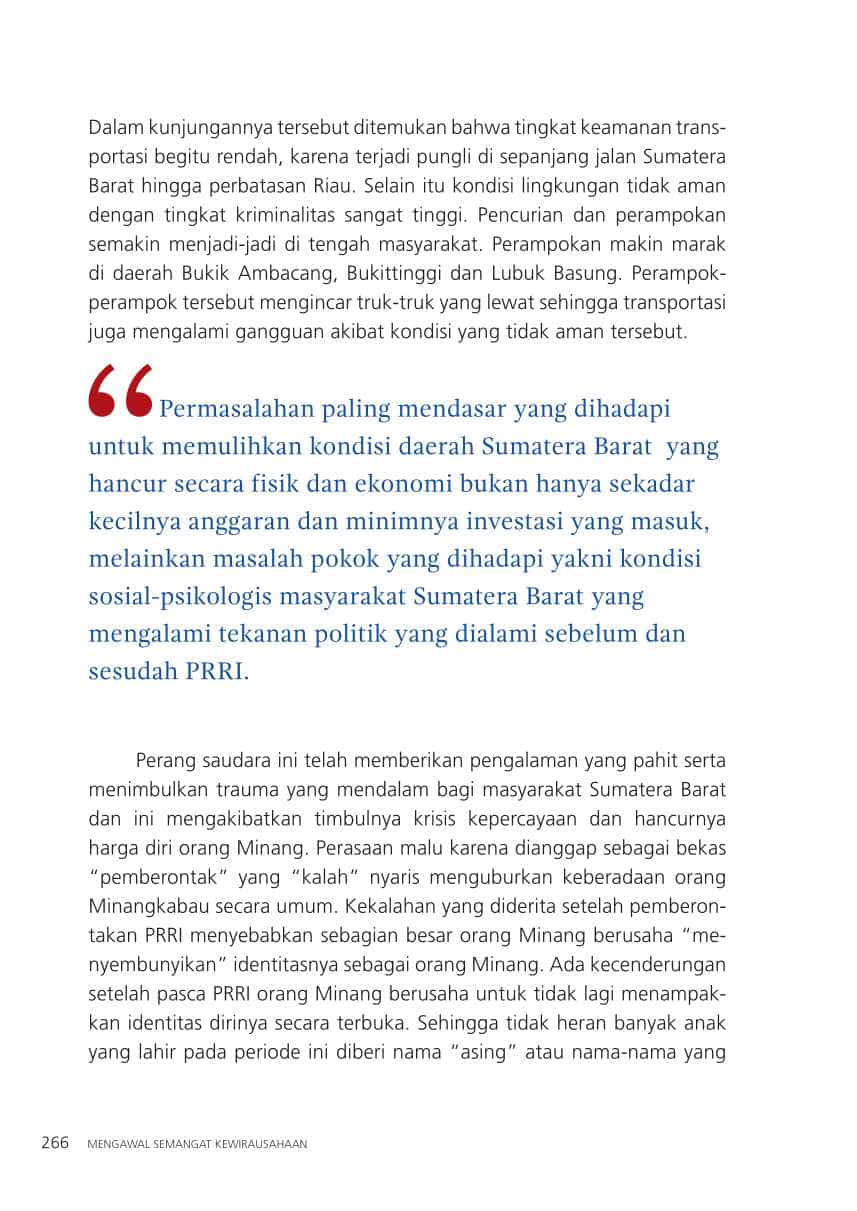 Dalam kunjungannya tersebut ditemukan bahwa tingkat keamanan trans-
portasi begitu rendah, karena terjadi pungli di sepanjang jalan Sumatera
Barat hingga perbatasan Riau. Selain itu kondisi lingkungan tidak aman
dengan tingkat kriminalitas sangat tinggi. Pencurian dan perampokan
semakin menjadi-jadi di tengah masyarakat. Perampokan makin marak
di daerah Bukik Ambacang, Bukittinggi dan Lubuk Basung. Perampok-
perampok tersebut mengincar truk-truk yang lewat sehingga transportasi
juga mengalami gangguan akibat kondisi yang tidak aman tersebut.
“Permasalahan paling mendasar yang dihadapi
untuk memulihkan kondisi daerah Sumatera Barat  yang
hancur secara fisik dan ekonomi bukan hanya sekadar
kecilnya anggaran dan minimnya investasi yang masuk,
melainkan masalah pokok yang dihadapi yakni kondisi
sosial-psikologis masyarakat Sumatera Barat yang
mengalami tekanan politik yang dialami sebelum dan
sesudah PRRI.
Perang saudara ini telah memberikan pengalaman yang pahit serta
menimbulkan trauma yang mendalam bagi masyarakat Sumatera Barat
dan ini mengakibatkan timbulnya krisis kepercayaan dan hancurnya
harga diri orang Minang. Perasaan malu karena dianggap sebagai bekas
“pemberontak” yang “kalah” nyaris menguburkan keberadaan orang
Minangkabau secara umum. Kekalahan yang diderita setelah pemberon-
takan PRRI menyebabkan sebagian besar orang Minang berusaha “me-
nyembunyikan” identitasnya sebagai orang Minang. Ada kecenderungan
setelah pasca PRRI orang Minang berusaha untuk tidak lagi menampak-
kan identitas dirinya secara terbuka. Sehingga tidak heran banyak anak
yang lahir pada periode ini diberi nama “asing” atau nama-nama yang
266 MENGAWAL SEMANGAT KEWIRAUSAHAAN